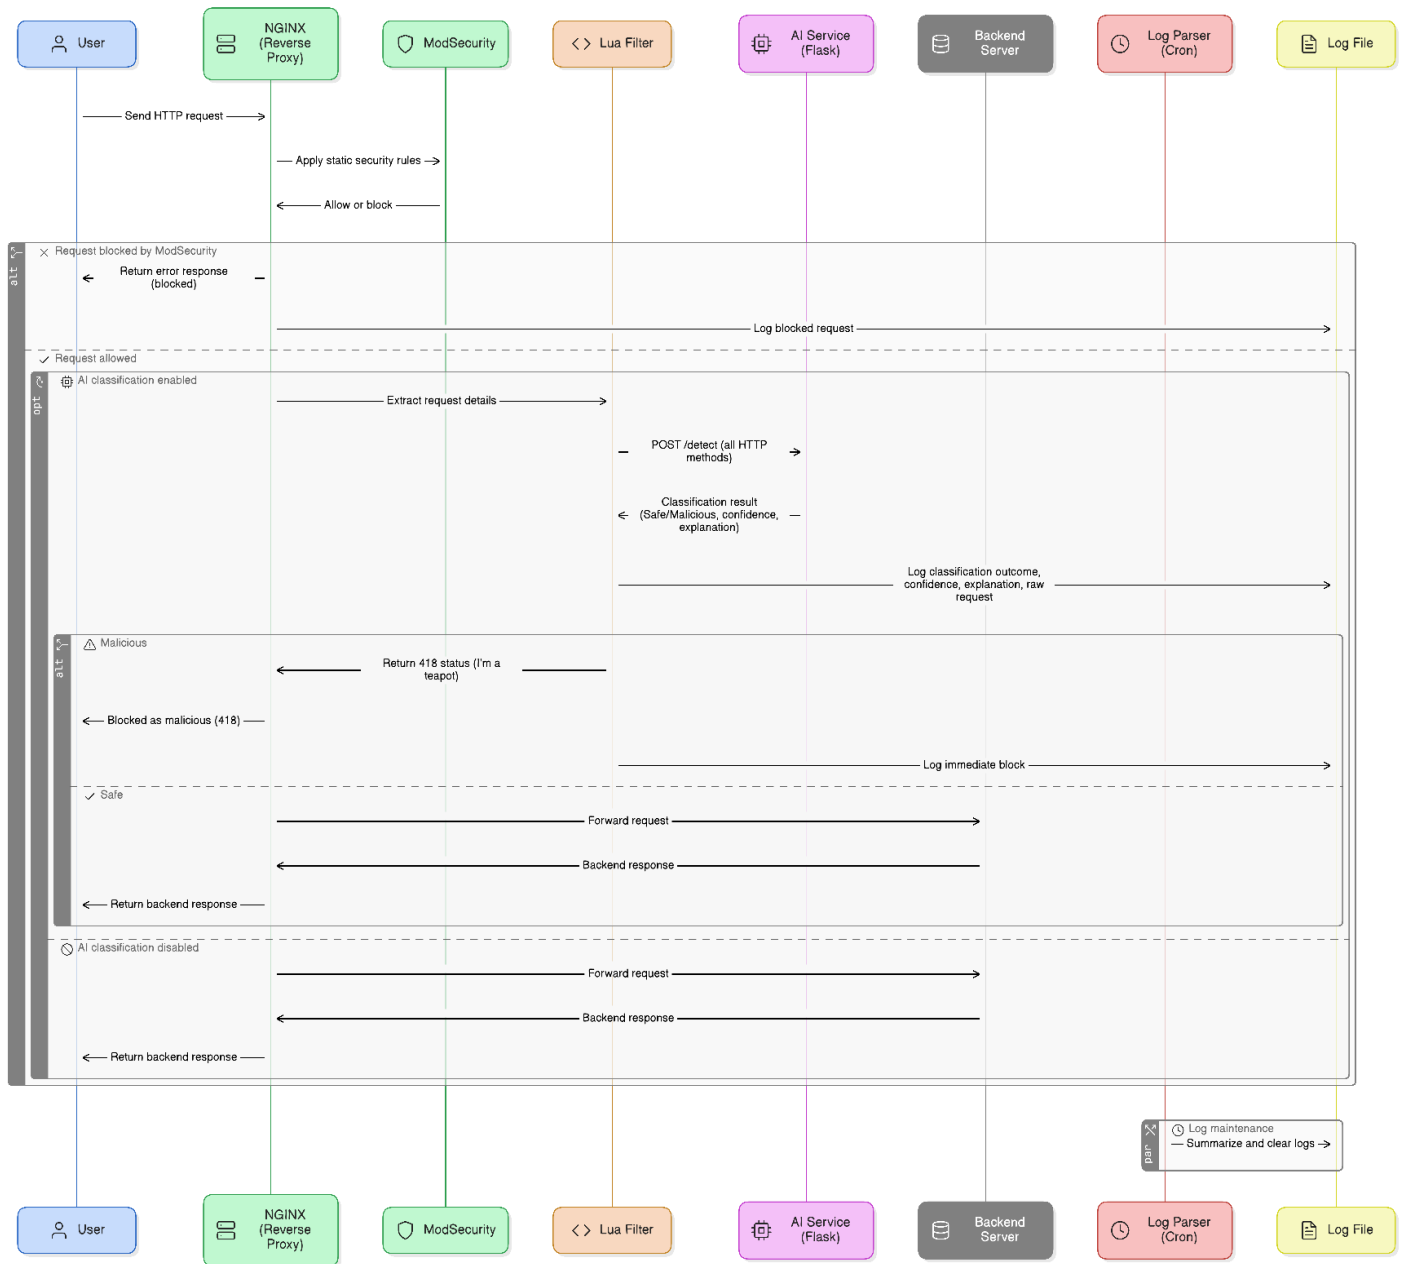 User
NGINX
(Reverse
Proxy)
ModSecurity
Lua Filter
AI Service
(Flask)
Backend
Server
Log Parser
(Cron)
Log File
Send HTTP request
Apply static security rules
Allow or block
alt
Request blocked by ModSecurity
Return error response
(blocked)
Log blocked request
Request allowed
opt
AI classification enabled
Extract request details
POST /detect (all HTTP
methods)
Classification result
(Safe/Malicious, confidence,
explanation)
Log classification outcome,
confidence, explanation, raw
request
alt
Malicious
Return 418 status (I'm a
teapot)
Blocked as malicious (418)
Log immediate block
Safe
Forward request
Backend response
Return backend response
AI classification disabled
Forward request
Backend response
Return backend response
par
Log maintenance
Summarize and clear logs
User
NGINX
(Reverse
Proxy)
ModSecurity
Lua Filter
AI Service
(Flask)
Backend
Server
Log Parser
(Cron)
Log File